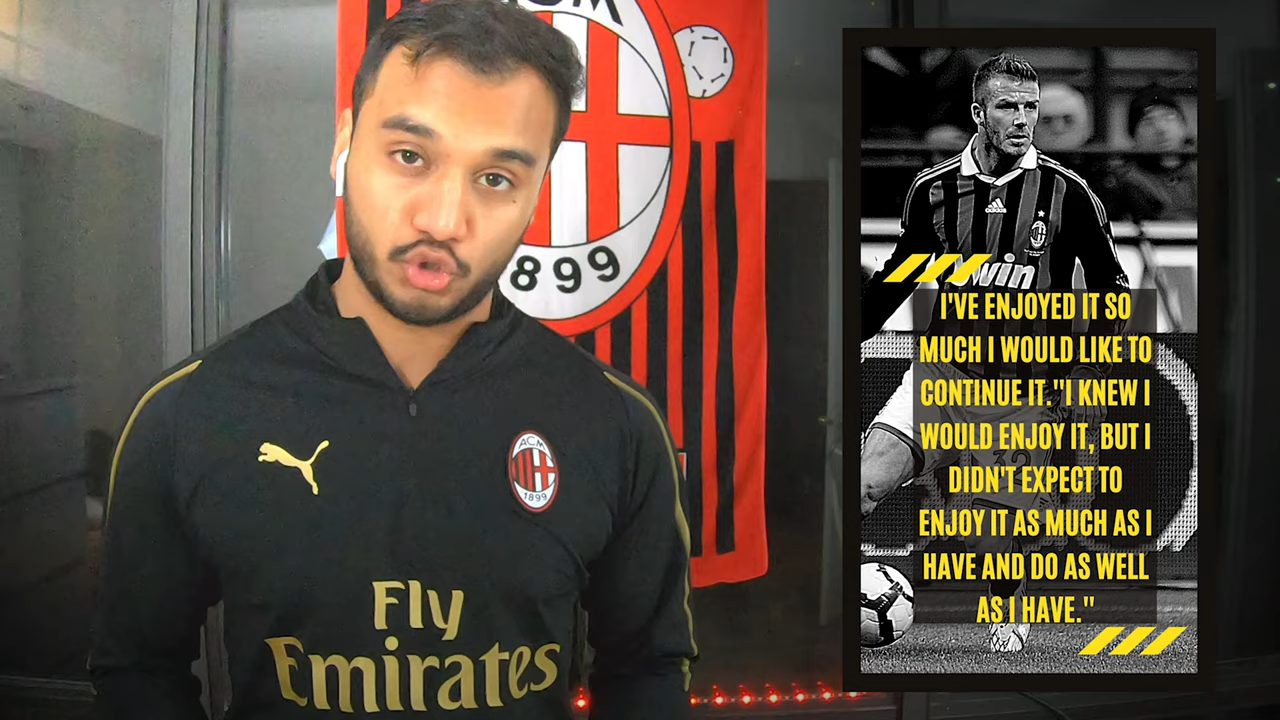 ACM
1899
ACM
1899
Fly
Emirates
adidas
win
I'VE ENJOYED IT SO
MUCH I WOULD LIKE TO
CONTINUE IT."I KNEW I
WOULD ENJOY IT, BUT I
DIDN'T EXPECT TO
ENJOY IT AS MUCH AS I
HAVE AND DO AS WELL
AS I HAVE."